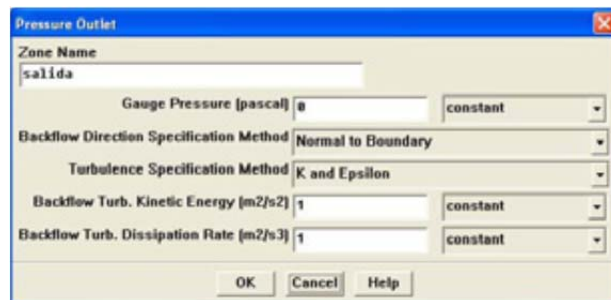 Pressure Outlet
Zone Name
salida
Gauge Pressure (pascal) 0 constant
Backflow Direction Specification Method Normal to Boundary
Turbulence Specification Method K and Epsilon
Backflow Turb. Kinetic Energy (m2/s2) 1 constant
Backflow Turb. Dissipation Rate (m2/s3) 1 constant
OK Cancel Help